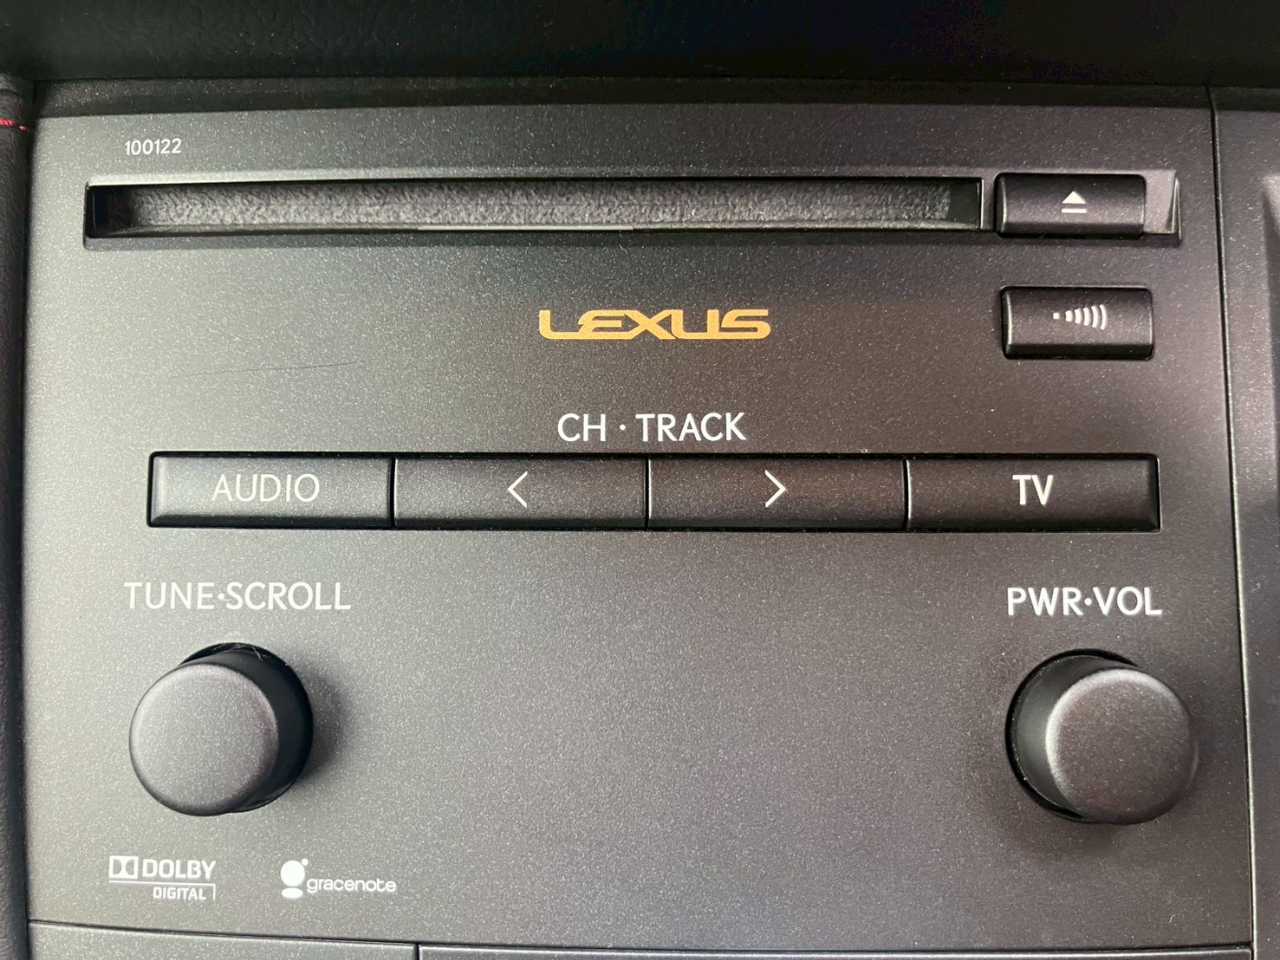 100122
LEXUS
CH · TRACK
AUDIO < > TV
TUNE·SCROLL PWR·VOL
DOLBY gracenote
DIGITAL